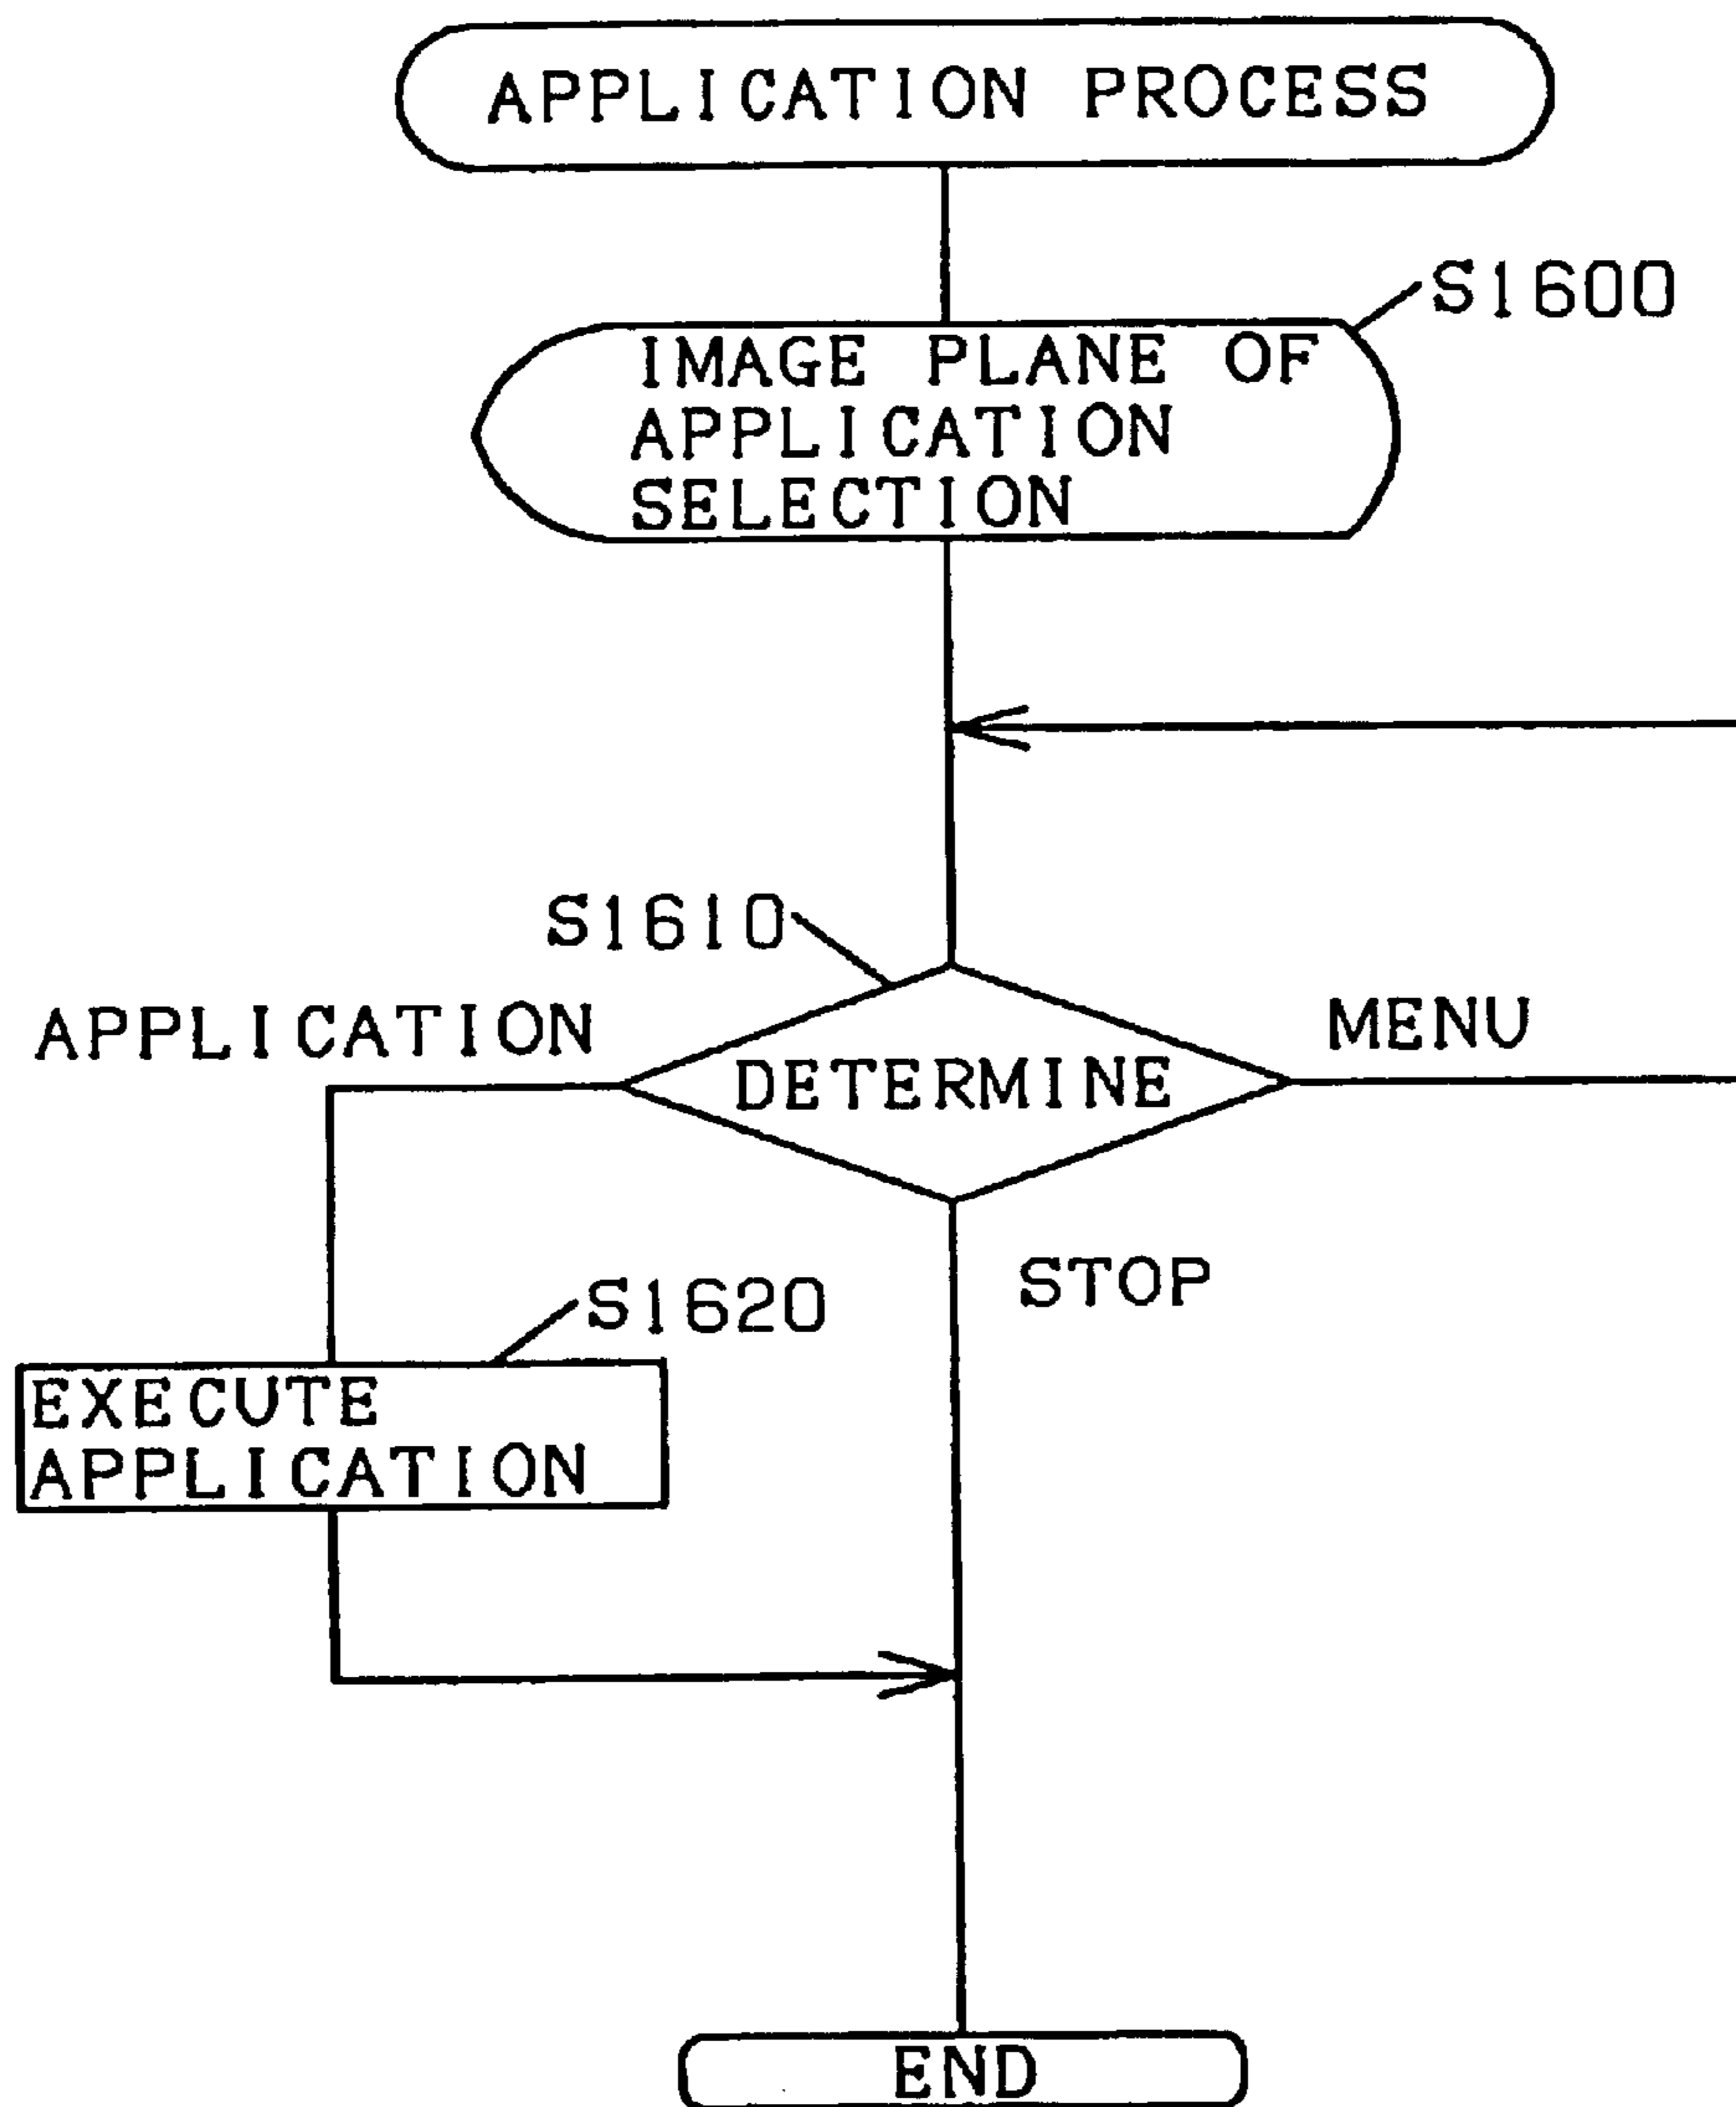 APPLICATION PROCESS
S1600
IMAGE PLANE OF
APPLICATION
SELECTION
S1610
APPLICATION
MENU
DETERMINE
STOP
S1620
EXECUTE
APPLICATION
END